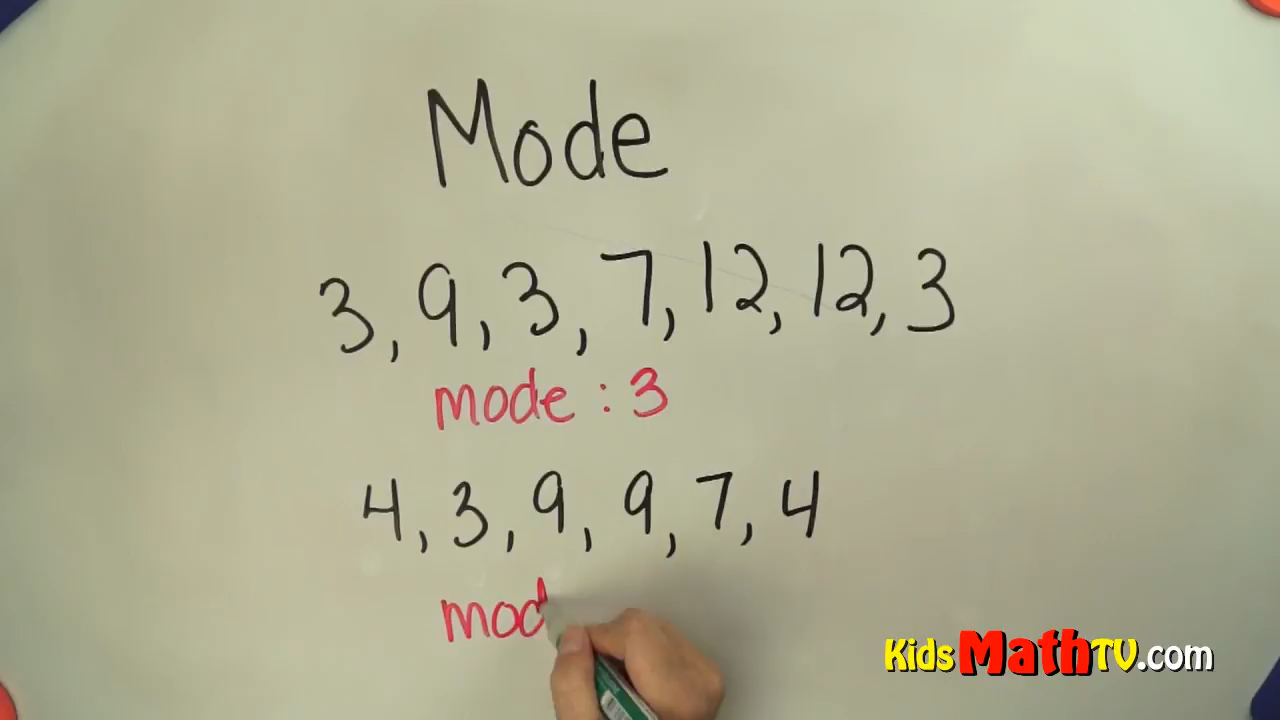 Mode
3, 9, 3, 7, 12, 12, 3
mode : 3
4, 3, 9, 9, 7, 4
mod
KidsMathTV.com